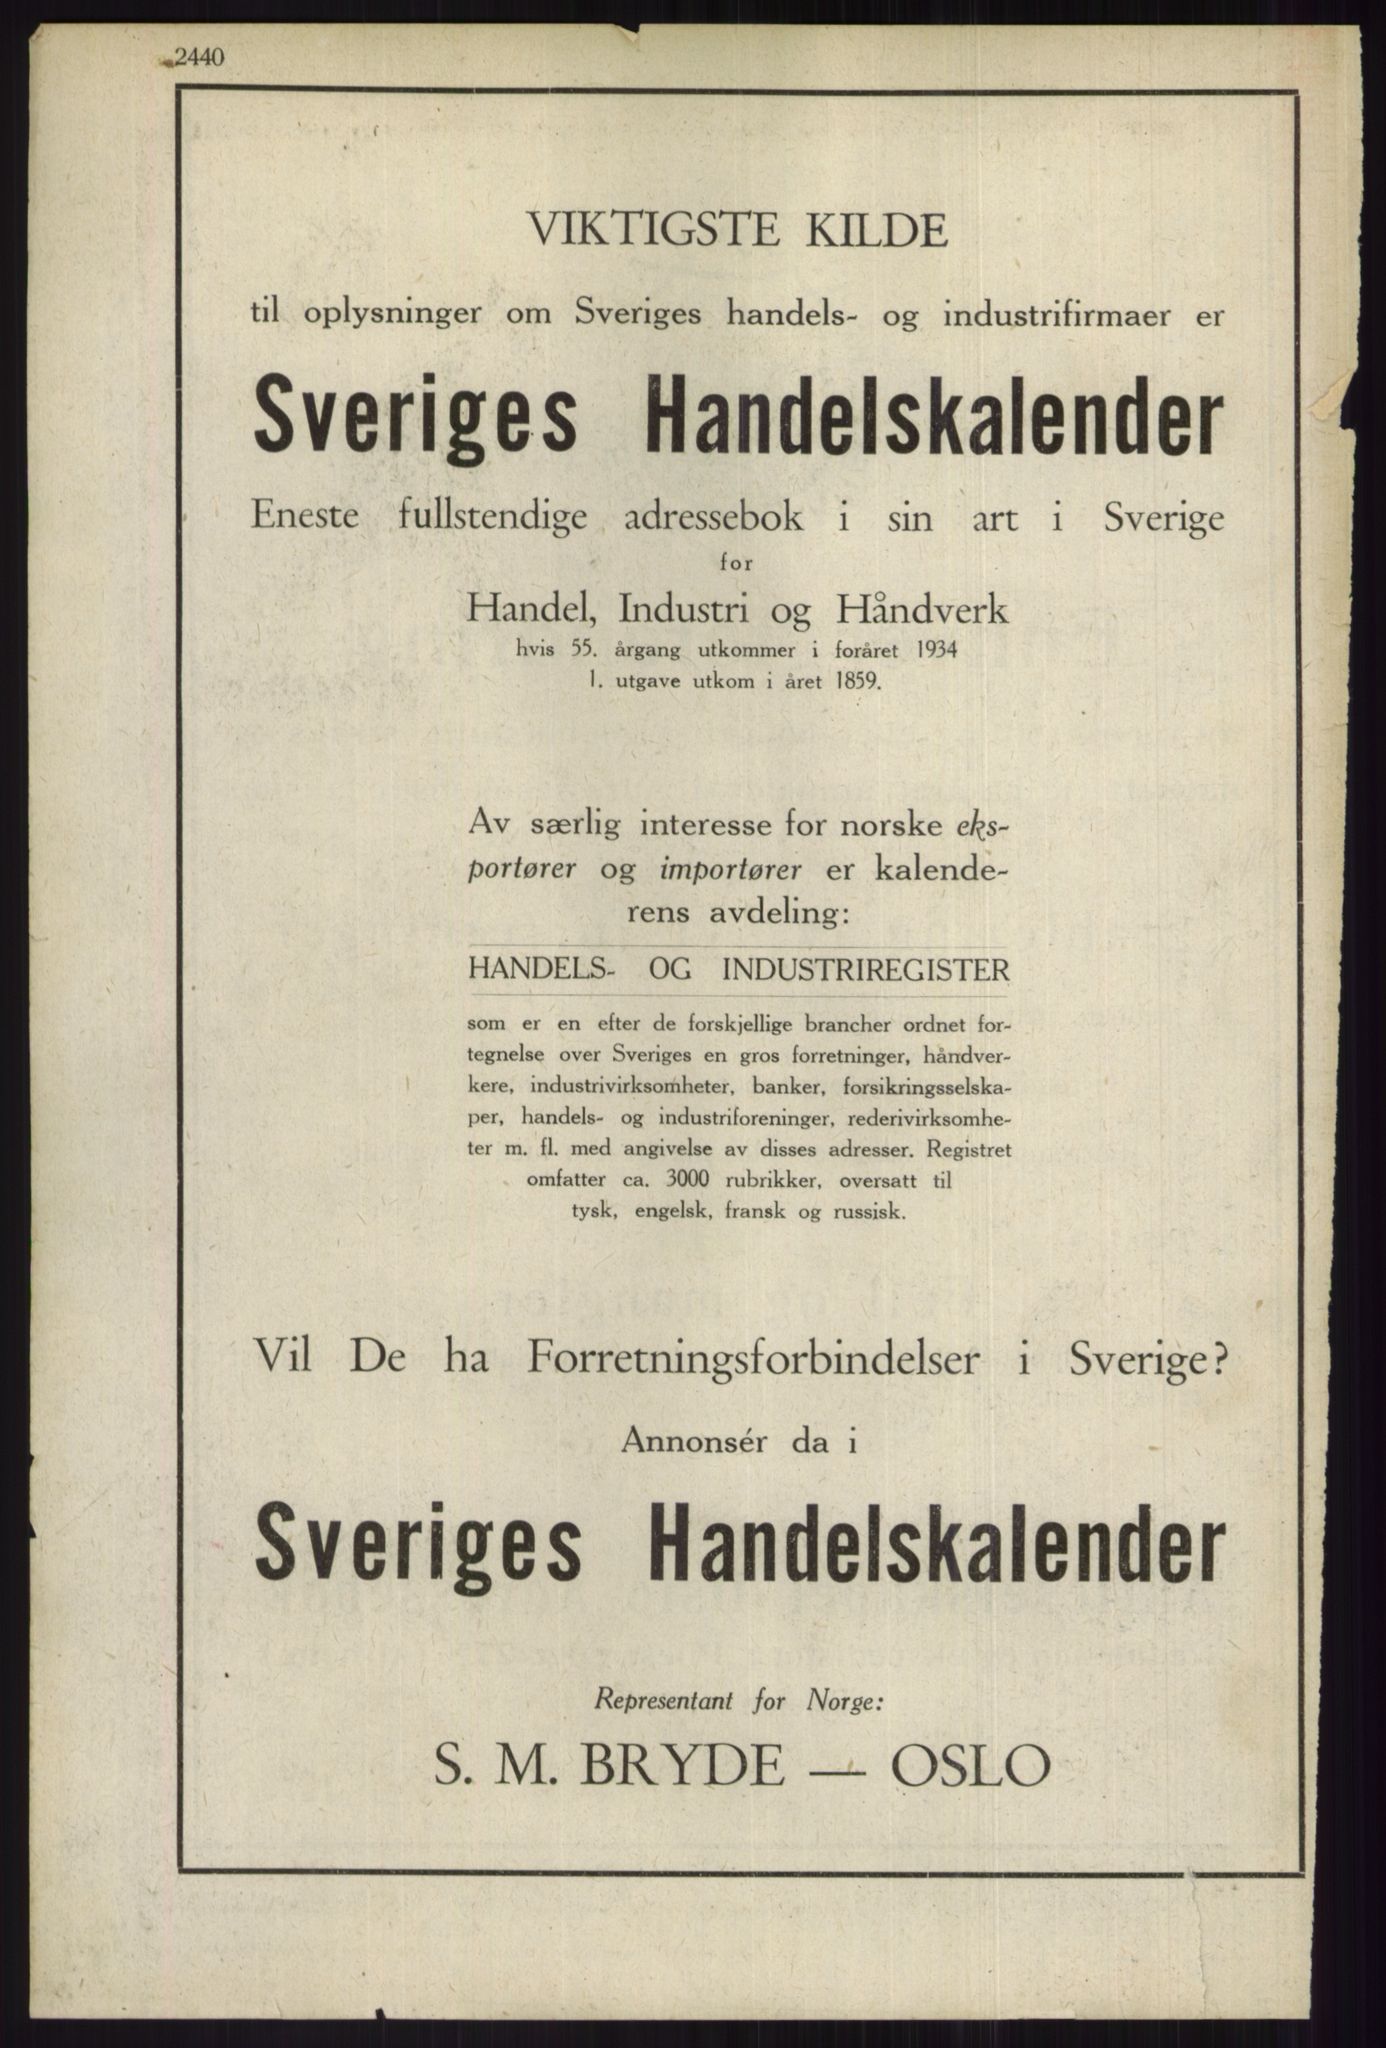 2440
VIKTIGSTE KILDE
til oplysninger om Sveriges handels- og industrifirmaer er
Sveriges Handelskalender
Eneste fullstendige adressebok i sin art i Sverige
for
Handel, Industri og Håndverk
hvis 55. årgang utkommer i foråret 1934
1. utgave utkom i året 1859.
Av særlig interesse for norske eks-
portører og importører er kalende-
rens avdeling:
HANDELS- OG INDUSTRIREGISTER
som er en efter de forskjellige brancher ordnet for-
tegnelse over Sveriges en gros forretninger, håndver-
kere, industrivirksomheter, banker, forsikringsselska-
per, handels- og industriforeninger, rederivirksomhe-
ter m. fl. med angivelse av disses adresser. Registret
omfatter ca. 3000 rubrikker, oversatt til
tysk, engelsk, fransk og russisk.
Vil De ha Forretningsforbindelser i Sverige?
Annonsér da i
Sveriges Handelskalender
Representant for Norge:
S. M. BRYDE — OSLO